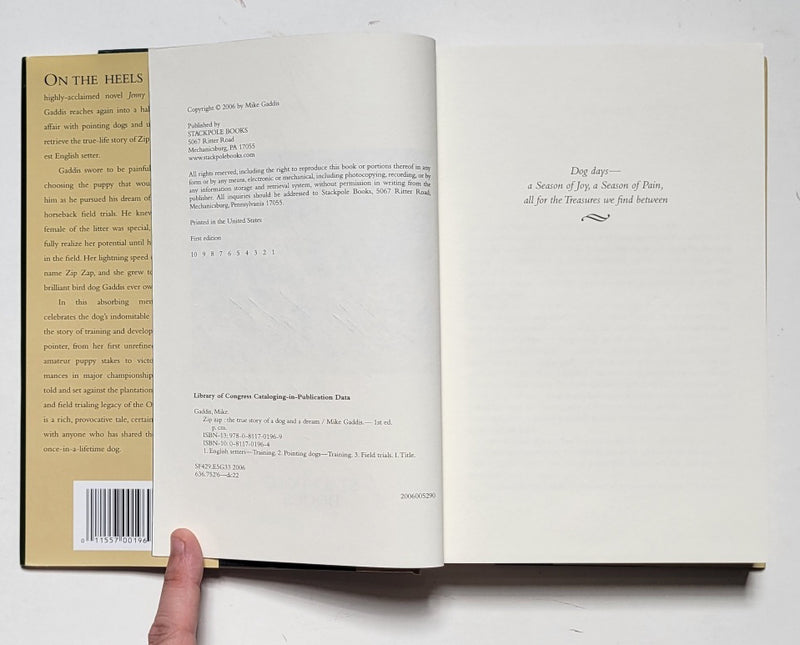 ON THE HEELS
highly-acclaimed novel Jenny
Gaddis reaches again into a
affair with pointing dogs and
retrieve the true-life story of Zip
est English setter.
Gaddis swore to be painful
choosing the puppy that
him as he pursued his dream of
horseback field trials. He knew
female of the litter was special,
fully realize her potential until
in the field. Her lightning speed
name Zip Zap, and she grew
brilliant bird dog Gaddis ever
In this absorbing
celebrates the dog's indomitable
the story of training and
pointer, from her first
amateur puppy stakes to
mances in major
told and set against the plantation
and field trialing legacy of the O
is a rich, provocative tale,
with anyone who has shared
once-in-a-lifetime dog.
0 11557 00196
Copyright © 2006 by Mike Gaddis
Published by
STACKPOLE BOOKS
5067 Ritter Road
Mechanicsburg, PA 17055
www.stackpolebooks.com
All rights reserved, including the right to reproduce this book or portions thereof in any
form or by any means, electronic or mechanical, including photocopying, recording, or by
any information storage and retrieval system, without permission in writing from the
publisher. All inquiries should be addressed to Stackpole Books, 5067 Ritter Road,
Mechanicsburg, Pennsylvania 17055.
Printed in the United States
First edition
10 9 8 7 6 5 4 3 2 1
Library of Congress Cataloging-in-Publication Data
Gaddis, Mike.
Zip zap : the true story of a dog and a dream / Mike Gaddis.— 1st ed.
p. cm.
ISBN-13: 978-0-8117-0196-9
ISBN-10: 0-8117-0196-4
1. English setters—Training. 2. Pointing dogs—Training. 3. Field trials. I. Title.
SF429.E5G33 2006
636.752'6—dc22
2006005290
Dog days—
a Season of Joy, a Season of Pain,
all for the Treasures we find between